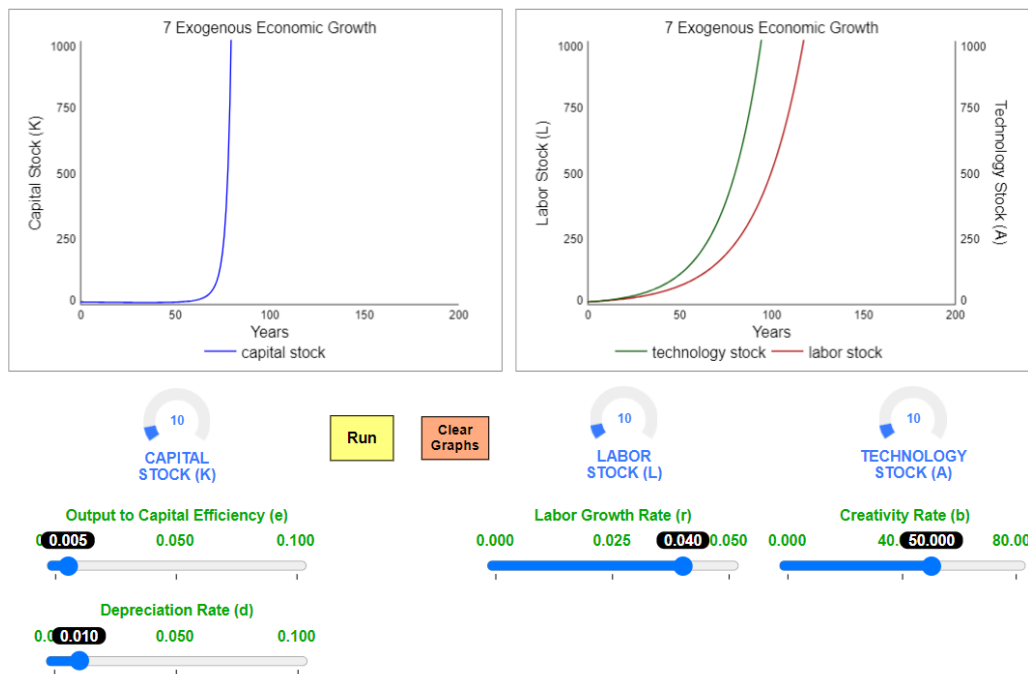 7 Exogenous Economic Growth
1000
750
500
250
0
Capital Stock (K)
0
50
100
150
200
Years
capital stock
7 Exogenous Economic Growth
1000
750
500
250
0
Labor Stock (L)
1000
750
500
250
0
Technology Stock (A)
0
50
100
150
200
Years
technology stock
labor stock
10
CAPITAL
STOCK (K)
Run
Clear
Graphs
10
LABOR
STOCK (L)
10
TECHNOLOGY
STOCK (A)
Output to Capital Efficiency (e)
0.005 0.050 0.100
Labor Growth Rate (r)
0.000 0.025 0.040 0.050
Creativity Rate (b)
0.000 40. 50.000 80.00
Depreciation Rate (d)
0.010 0.050 0.100